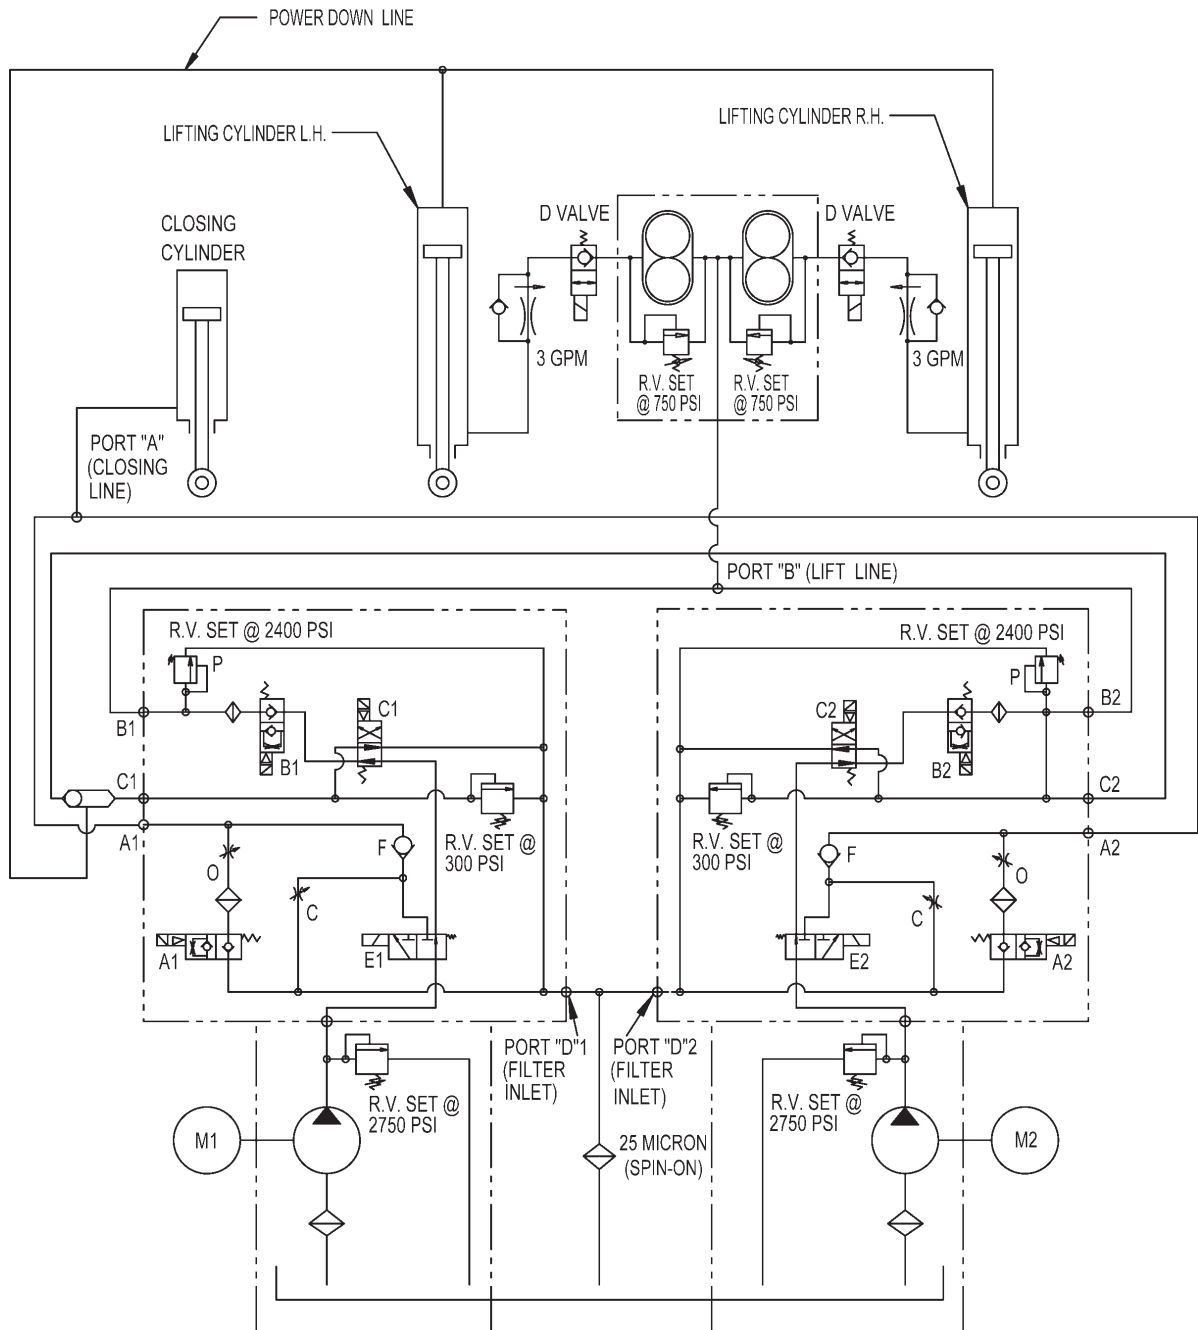 POWER DOWN LINE
LIFTING CYLINDER L.H.
LIFTING CYLINDER R.H.
CLOSING
CYLINDER
D VALVE
D VALVE
3 GPM
3 GPM
R.V. SET
@ 750 PSI
R.V. SET
@ 750 PSI
PORT "A"
(CLOSING
LINE)
PORT "B" (LIFT LINE)
R.V. SET @ 2400 PSI
R.V. SET @ 2400 PSI
P
P
B1
C1
B1
C2
B2
B2
C1
C2
A1
R.V. SET @
300 PSI
R.V. SET @
300 PSI
A2
F
F
O
O
C
C
A1
E1
E2
A2
PORT "D"1
(FILTER
INLET)
PORT "D"2
(FILTER
INLET)
R.V. SET @
2750 PSI
R.V. SET @
2750 PSI
M1
25 MICRON
(SPIN-ON)
M2